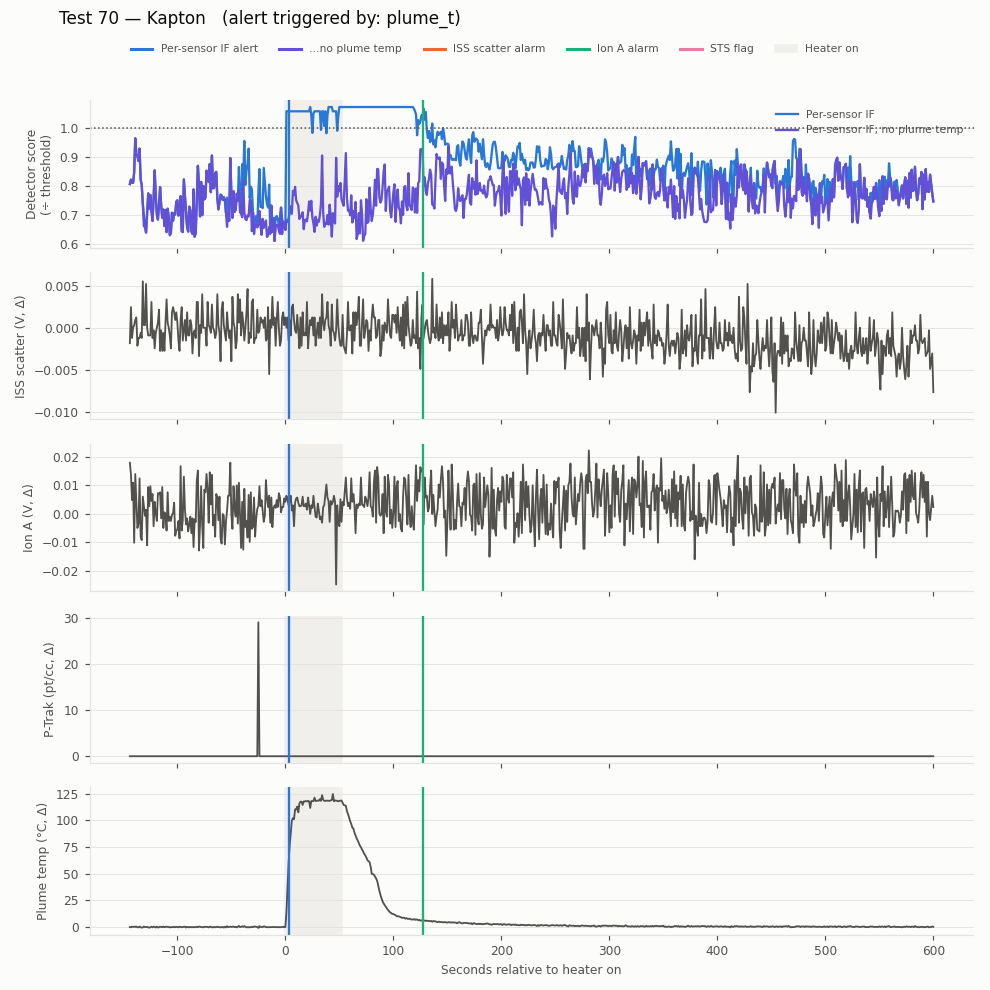 Test 70 — Kapton   (alert triggered by: plume_t)
Per-sensor IF alert   ...no plume temp   ISS scatter alarm   Ion A alarm   STS flag   Heater on
Detector score
(÷ threshold)
1.0
0.9
0.8
0.7
0.6
Per-sensor IF
Per-sensor IF, no plume temp
ISS scatter (V, Δ)
0.005
0.000
−0.005
−0.010
Ion A (V, Δ)
0.02
0.01
0.00
−0.01
−0.02
P-Trak (pt/cc, Δ)
30
20
10
0
Plume temp (°C, Δ)
125
100
75
50
25
0
−100   0   100   200   300   400   500   600
Seconds relative to heater on